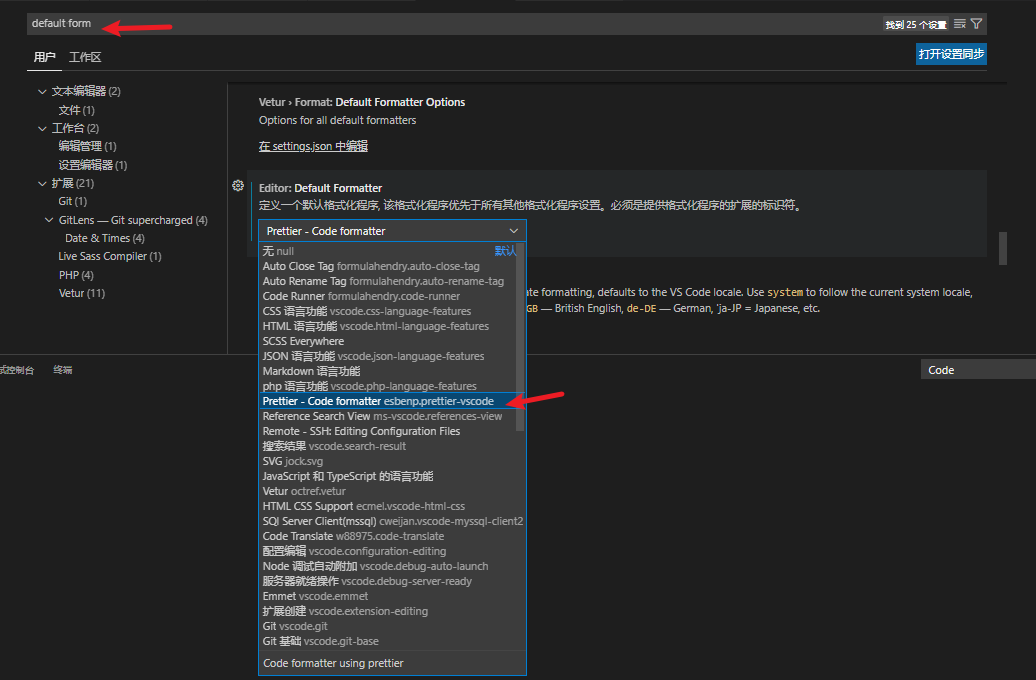 default form
找到 25 个设置
用户 工作区
打开设置同步
文本编辑器 (2)
文件 (1)
工作台 (2)
编辑管理 (1)
设置编辑器 (1)
扩展 (21)
Git (1)
GitLens — Git supercharged (4)
Date & Times (4)
Live Sass Compiler (1)
PHP (4)
Vetur (11)
Vetur › Format: Default Formatter Options
Options for all default formatters
在 settings.json 中编辑
Editor: Default Formatter
定义一个默认格式化程序, 该格式化程序优先于所有其他格式化程序设置。必须是提供格式化程序的扩展的标识符。
Prettier - Code formatter
无 null 默认
Auto Close Tag formulahendry.auto-close-tag
Auto Rename Tag formulahendry.auto-rename-tag
Code Runner formulahendry.code-runner
CSS 语言功能 vscode.css-language-features
HTML 语言功能 vscode.html-language-features
SCSS Everywhere
JSON 语言功能 vscode.json-language-features
Markdown 语言功能
php 语言功能 vscode.php-language-features
Prettier - Code formatter esbenp.prettier-vscode
Reference Search View ms-vscode.references-view
Remote - SSH: Editing Configuration Files
搜索结果 vscode.search-result
SVG jock.svg
JavaScript 和 TypeScript 的语言功能
Vetur octref.vetur
HTML CSS Support ecmel.vscode-html-css
SQl Server Client(mssql) cweijan.vscode-myssql-client2
Code Translate w88975.code-translate
配置编辑 vscode.configuration-editing
Node 调试自动附加 vscode.debug-auto-launch
服务器就绪操作 vscode.debug-server-ready
Emmet vscode.emmet
扩展创建 vscode.extension-editing
Git vscode.git
Git 基础 vscode.git-base
Code formatter using prettier
ate formatting, defaults to the VS Code locale. Use system to follow the current system locale,
GB — British English, de-DE — German, 'ja-JP = Japanese, etc.
试控制台 终端
Code